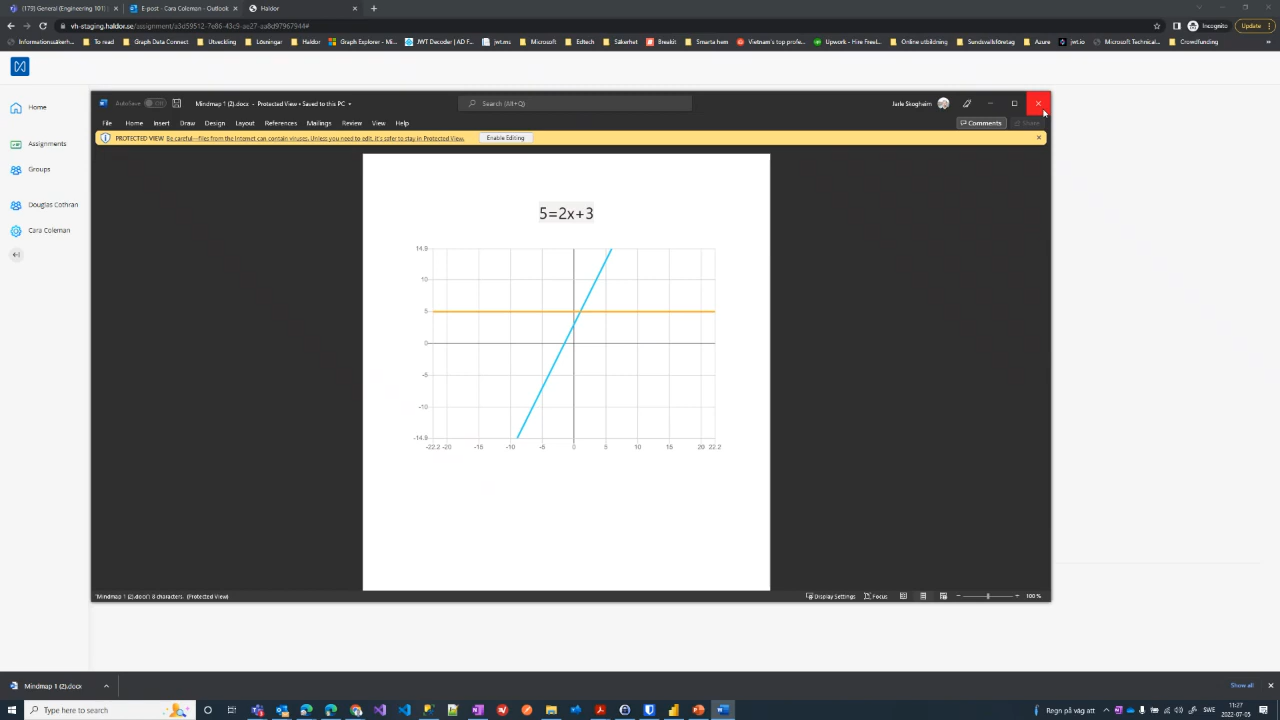 (179) General (Engineering 101)
E-post - Cara Coleman - Outlook
Haldor
vh-staging.haldor.se/assignment/a3d59512-7e86-43c9-ae27-aa8d97967944#
Incognito
Update
Informationssäkerh...
To read
Graph Data Connect
Utveckling
Lösningar
Haldor
Graph Explorer - Mi...
JWT Decoder | AD F...
jwt.ms
Microsoft
Edtech
Säkerhet
Breakit
Smarta hem
Vietnam's top profe...
Upwork - Hire Freel...
Online utbildning
Sundsvallsföretag
Azure
jwt.io
Microsoft Technical...
Crowdfunding
Home
Assignments
Groups
Douglas Cothran
Cara Coleman
AutoSave
Off
Mindmap 1 (2).docx - Protected View • Saved to this PC
Search (Alt+Q)
Jarle Skogheim
File
Home
Insert
Draw
Design
Layout
References
Mailings
Review
View
Help
Comments
Share
PROTECTED VIEW Be careful—files from the Internet can contain viruses. Unless you need to edit, it's safer to stay in Protected View.
Enable Editing
5=2x+3
14.9
10
5
0
-5
-10
-14.9
-22.2 -20 -15 -10 -5 0 5 10 15 20 22.2
"Mindmap 1 (2).docx": 8 characters. (Protected View)
Display Settings
Focus
100 %
Mindmap 1 (2).docx
Show all
Type here to search
Regn på väg att
SWE
11:27
2022-07-05